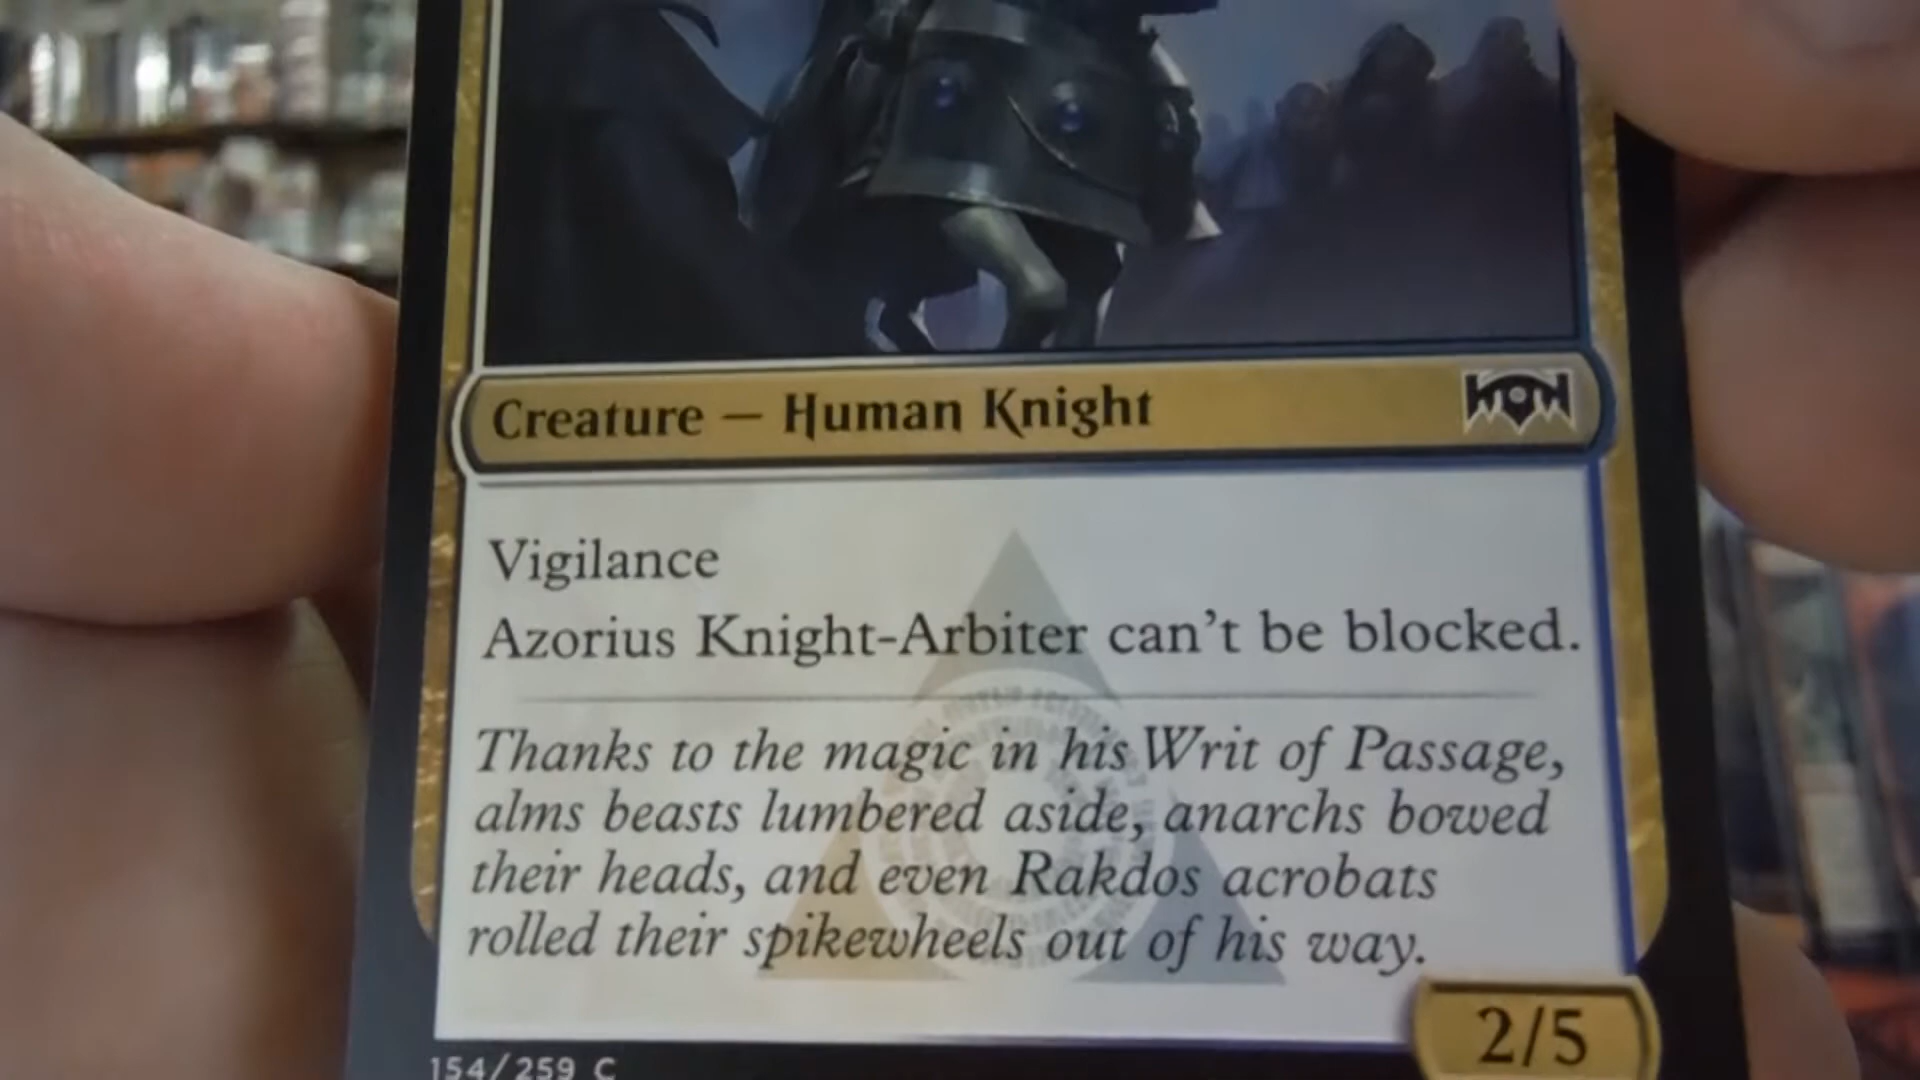 Creature — Human Knight
Vigilance
Azorius Knight-Arbiter can't be blocked.
Thanks to the magic in his Writ of Passage,
alms beasts lumbered aside, anarchs bowed
their heads, and even Rakdos acrobats
rolled their spikewheels out of his way.
2/5
154/259 C